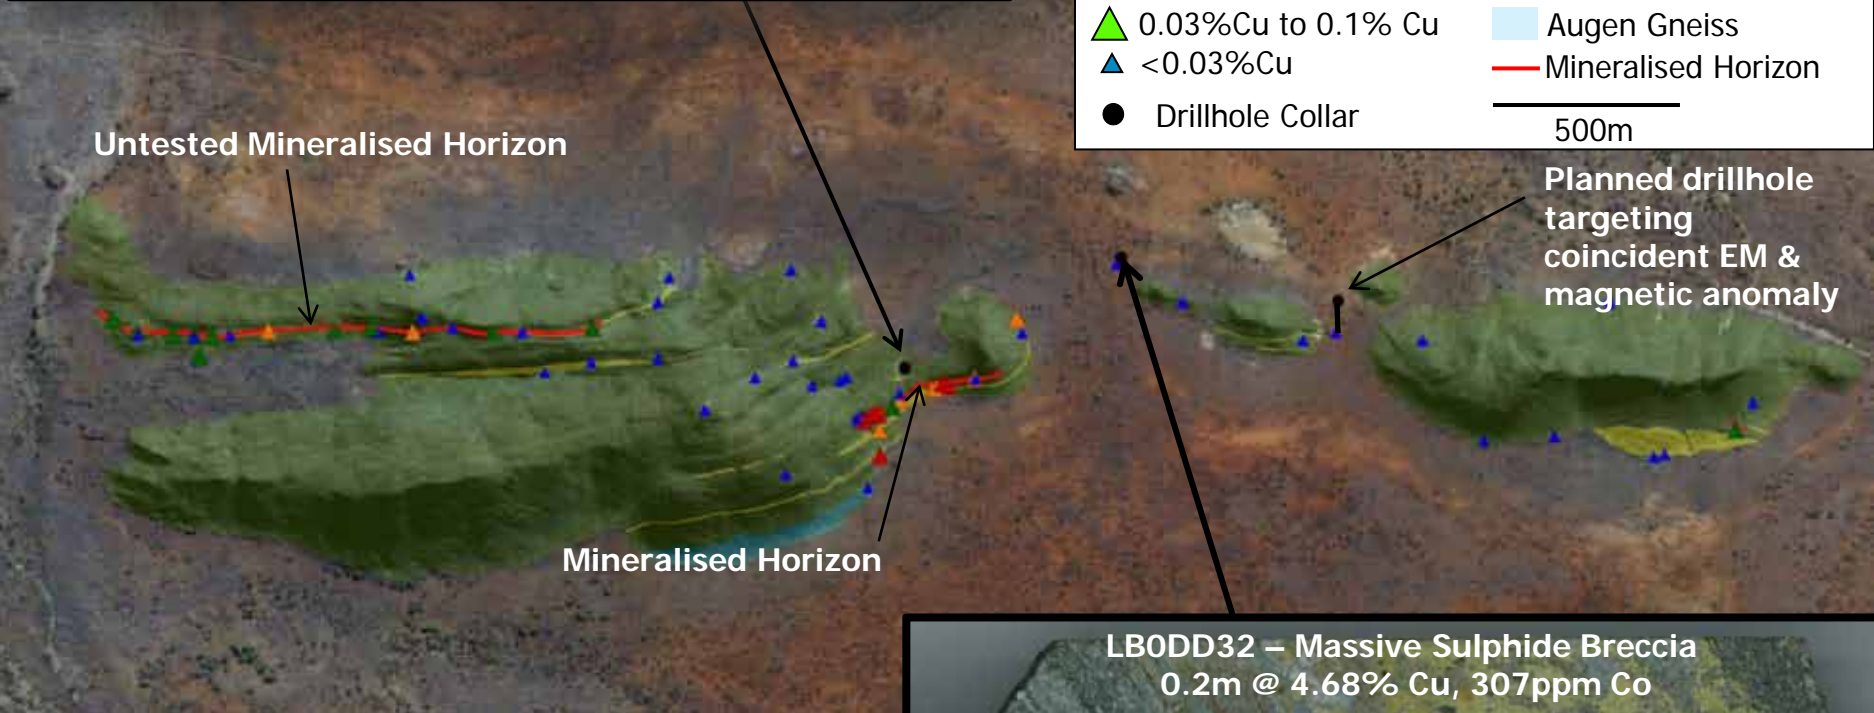 0.03%Cu to 0.1% Cu
<0.03%Cu
Drillhole Collar
Augen Gneiss
Mineralised Horizon
500m
Untested Mineralised Horizon
Planned drillhole
targeting
coincident EM &
magnetic anomaly
Mineralised Horizon
LB0DD32 – Massive Sulphide Breccia
0.2m @ 4.68% Cu, 307ppm Co